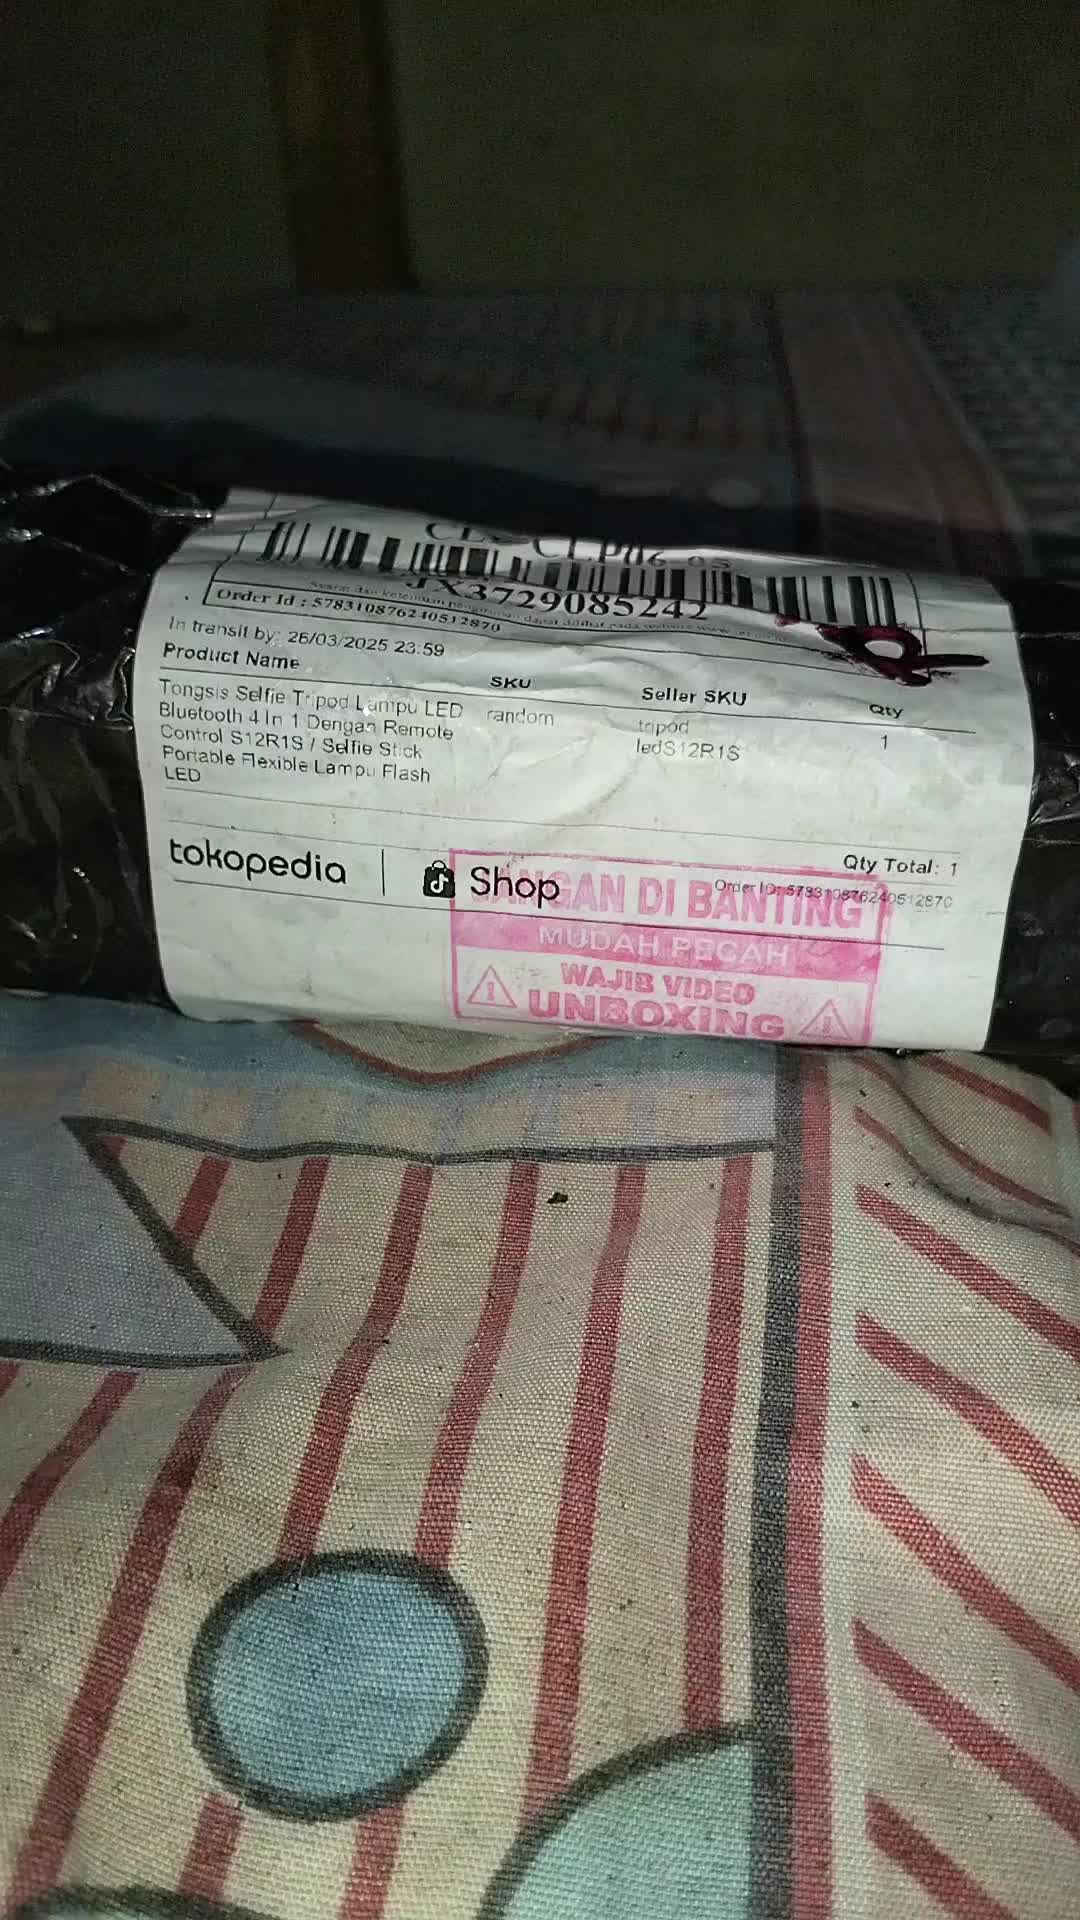 JX3729085242
Order Id : 578310876240512870
In transit by: 26/03/2025 23:59
Product Name SKU Seller SKU Qty
Tongsis Selfie Tripod Lampu LED random tripod 1
Bluetooth 4 In 1 Dengan Remote ledS12R1S
Control S12R1S / Selfie Stick
Portable Flexible Lampu Flash
LED
Qty Total: 1
tokopedia | Shop
Order ID: 578310876240512870
JANGAN DI BANTING
MUDAH PECAH
WAJIB VIDEO
UNBOXING